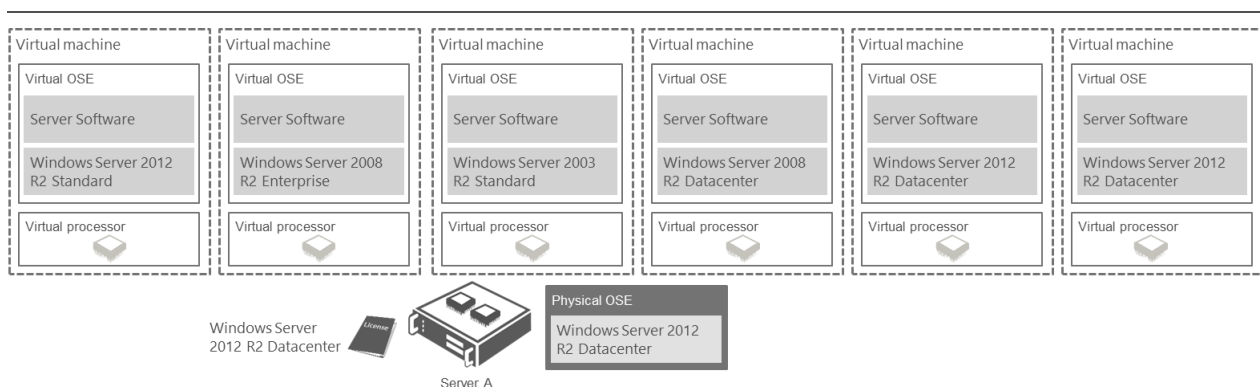 Virtual machine
Virtual OSE
Server Software
Windows Server 2012
R2 Standard
Virtual processor
Virtual machine
Virtual OSE
Server Software
Windows Server 2008
R2 Enterprise
Virtual processor
Virtual machine
Virtual OSE
Server Software
Windows Server 2003
R2 Standard
Virtual processor
Virtual machine
Virtual OSE
Server Software
Windows Server 2008
R2 Datacenter
Virtual processor
Virtual machine
Virtual OSE
Server Software
Windows Server 2012
R2 Datacenter
Virtual processor
Virtual machine
Virtual OSE
Server Software
Windows Server 2012
R2 Datacenter
Virtual processor
Windows Server
2012 R2 Datacenter
License
Server A
Physical OSE
Windows Server 2012
R2 Datacenter